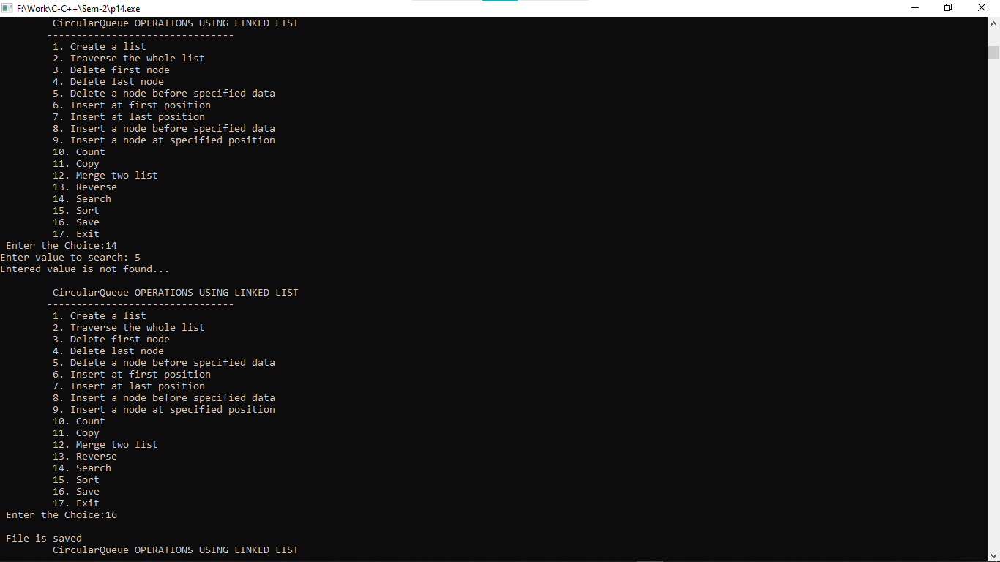 F:\Work\C-C++\Sem-2\p14.exe
CircularQueue OPERATIONS USING LINKED LIST
--------------------------------
1. Create a list
2. Traverse the whole list
3. Delete first node
4. Delete last node
5. Delete a node before specified data
6. Insert at first position
7. Insert at last position
8. Insert a node before specified data
9. Insert a node at specified position
10. Count
11. Copy
12. Merge two list
13. Reverse
14. Search
15. Sort
16. Save
17. Exit
Enter the Choice:14
Enter value to search: 5
Entered value is not found...
CircularQueue OPERATIONS USING LINKED LIST
--------------------------------
1. Create a list
2. Traverse the whole list
3. Delete first node
4. Delete last node
5. Delete a node before specified data
6. Insert at first position
7. Insert at last position
8. Insert a node before specified data
9. Insert a node at specified position
10. Count
11. Copy
12. Merge two list
13. Reverse
14. Search
15. Sort
16. Save
17. Exit
Enter the Choice:16
File is saved
CircularQueue OPERATIONS USING LINKED LIST